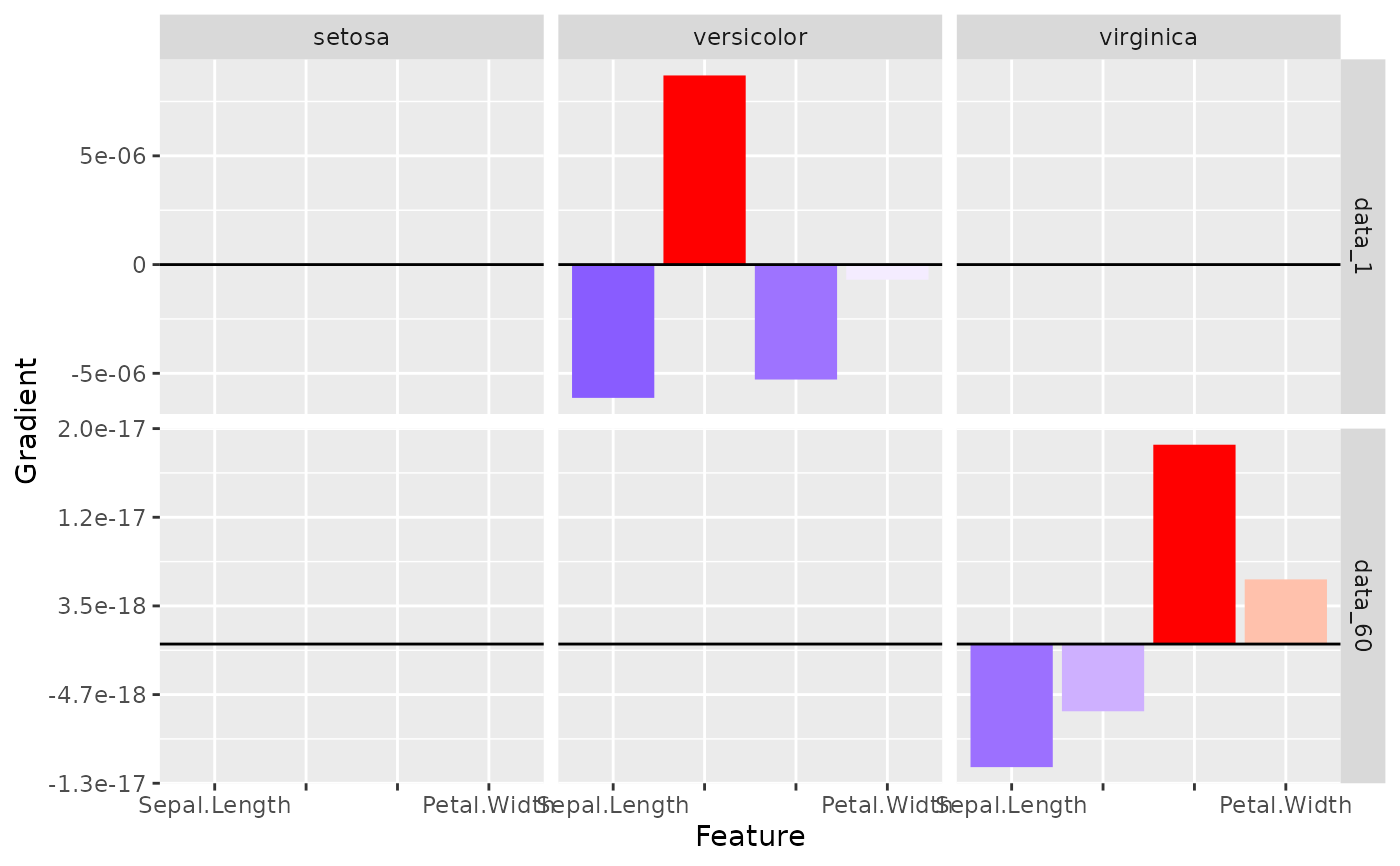 setosa
versicolor
virginica
5e-06
0
-5e-06
data_1
2.0e-17
1.2e-17
3.5e-18
-4.7e-18
-1.3e-17
data_60
Gradient
Sepal.Length
Petal.Width
Sepal.Length
Petal.Width
Sepal.Length
Petal.Width
Feature